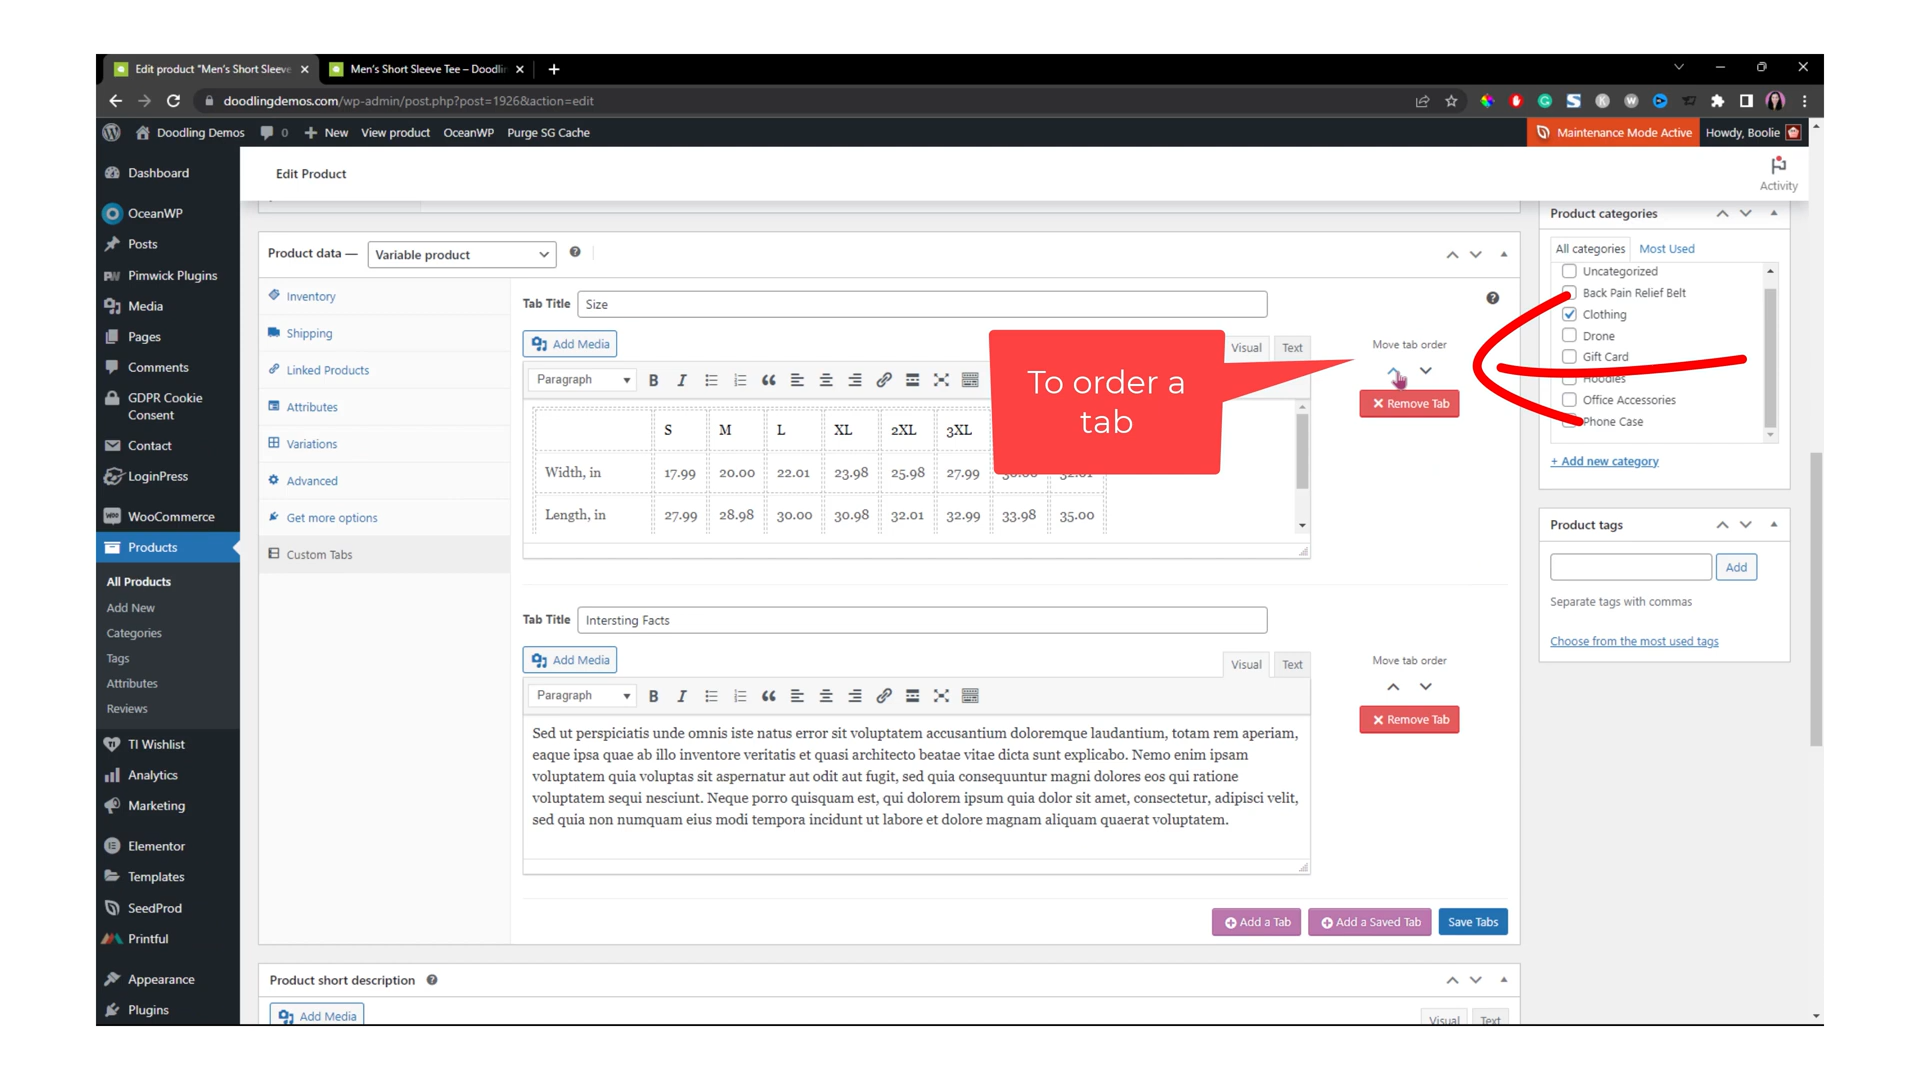 Edit product "Men's Short Sleeve
Men's Short Sleeve Tee – Doodli
doodlingdemos.com/wp-admin/post.php?post=1926&action=edit
Doodling Demos
0
New
View product
OceanWP
Purge SG Cache
Maintenance Mode Active
Howdy, Boolie
Dashboard
OceanWP
Posts
Pimwick Plugins
Media
Pages
Comments
GDPR Cookie
Consent
Contact
LoginPress
WooCommerce
Products
All Products
Add New
Categories
Tags
Attributes
Reviews
TI Wishlist
Analytics
Marketing
Elementor
Templates
SeedProd
Printful
Appearance
Plugins
Edit Product
Activity
Product data —
Variable product
Inventory
Shipping
Linked Products
Attributes
Variations
Advanced
Get more options
Custom Tabs
Tab Title
Size
Add Media
Visual
Text
Paragraph
S M L XL 2XL 3XL
Width, in 17.99 20.00 22.01 23.98 25.98 27.99
Length, in 27.99 28.98 30.00 30.98 32.01 32.99 33.98 35.00
To order a
tab
Move tab order
Remove Tab
Tab Title
Intersting Facts
Add Media
Visual
Text
Paragraph
Sed ut perspiciatis unde omnis iste natus error sit voluptatem accusantium doloremque laudantium, totam rem aperiam,
eaque ipsa quae ab illo inventore veritatis et quasi architecto beatae vitae dicta sunt explicabo. Nemo enim ipsam
voluptatem quia voluptas sit aspernatur aut odit aut fugit, sed quia consequuntur magni dolores eos qui ratione
voluptatem sequi nesciunt. Neque porro quisquam est, qui dolorem ipsum quia dolor sit amet, consectetur, adipisci velit,
sed quia non numquam eius modi tempora incidunt ut labore et dolore magnam aliquam quaerat voluptatem.
Move tab order
Remove Tab
Add a Tab
Add a Saved Tab
Save Tabs
Product short description
Add Media
Visual
Text
Product categories
All categories
Most Used
Uncategorized
Back Pain Relief Belt
Clothing
Drone
Gift Card
Hoodies
Office Accessories
Phone Case
+ Add new category
Product tags
Add
Separate tags with commas
Choose from the most used tags